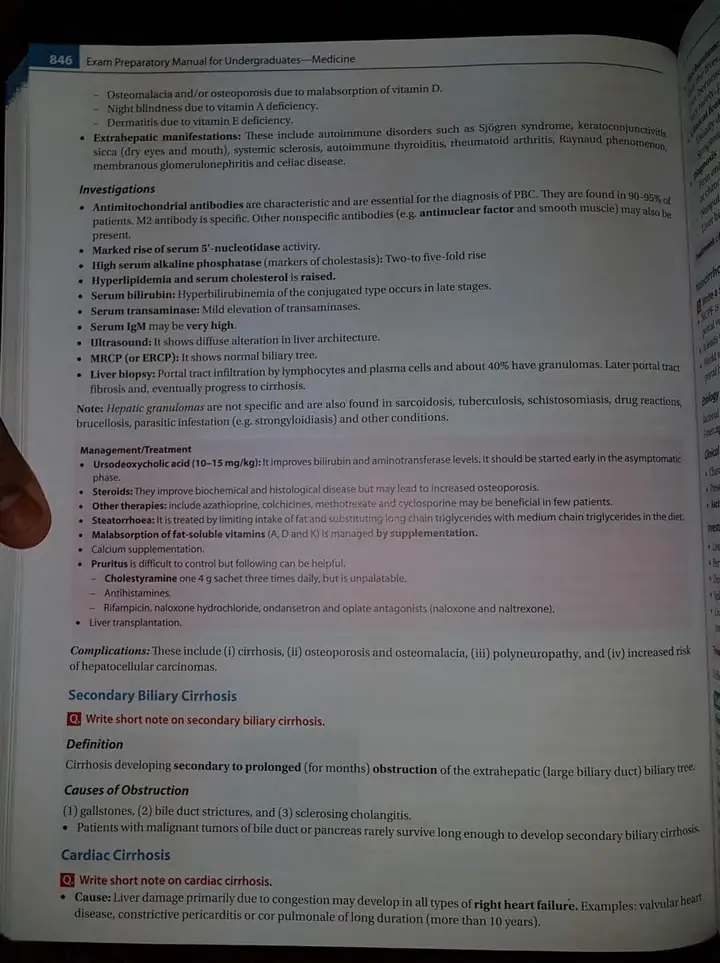 846 Exam Preparatory Manual for Undergraduates—Medicine
– Osteomalacia and/or osteoporosis due to malabsorption of vitamin D.
– Night blindness due to vitamin A deficiency.
– Dermatitis due to vitamin E deficiency.
• Extrahepatic manifestations: These include autoimmune disorders such as Sjögren syndrome, keratoconjunctivitis
sicca (dry eyes and mouth), systemic sclerosis, autoimmune thyroiditis, rheumatoid arthritis, Raynaud phenomenon,
membranous glomerulonephritis and celiac disease.
Investigations
• Antimitochondrial antibodies are characteristic and are essential for the diagnosis of PBC. They are found in 90–95% of
patients. M2 antibody is specific. Other nonspecific antibodies (e.g. antinuclear factor and smooth muscle) may also be
present.
• Marked rise of serum 5′-nucleotidase activity.
• High serum alkaline phosphatase (markers of cholestasis): Two-to five-fold rise
• Hyperlipidemia and serum cholesterol is raised.
• Serum bilirubin: Hyperbilirubinemia of the conjugated type occurs in late stages.
• Serum transaminase: Mild elevation of transaminases.
• Serum IgM may be very high.
• Ultrasound: It shows diffuse alteration in liver architecture.
• MRCP (or ERCP): It shows normal biliary tree.
• Liver biopsy: Portal tract infiltration by lymphocytes and plasma cells and about 40% have granulomas. Later portal tract
fibrosis and, eventually progress to cirrhosis.
Note: Hepatic granulomas are not specific and are also found in sarcoidosis, tuberculosis, schistosomiasis, drug reactions,
brucellosis, parasitic infestation (e.g. strongyloidiasis) and other conditions.
Management/Treatment
• Ursodeoxycholic acid (10–15 mg/kg): It improves bilirubin and aminotransferase levels. It should be started early in the asymptomatic
phase.
• Steroids: They improve biochemical and histological disease but may lead to increased osteoporosis.
• Other therapies: include azathioprine, colchicines, methotrexate and cyclosporine may be beneficial in few patients.
• Steatorrhoea: It is treated by limiting intake of fat and substituting long chain triglycerides with medium chain triglycerides in the diet.
• Malabsorption of fat-soluble vitamins (A, D and K) is managed by supplementation.
• Calcium supplementation.
• Pruritus is difficult to control but following can be helpful.
– Cholestyramine one 4 g sachet three times daily, but is unpalatable.
– Antihistamines.
– Rifampicin, naloxone hydrochloride, ondansetron and opiate antagonists (naloxone and naltrexone).
• Liver transplantation.
Complications: These include (i) cirrhosis, (ii) osteoporosis and osteomalacia, (iii) polyneuropathy, and (iv) increased risk
of hepatocellular carcinomas.
Secondary Biliary Cirrhosis
Q. Write short note on secondary biliary cirrhosis.
Definition
Cirrhosis developing secondary to prolonged (for months) obstruction of the extrahepatic (large biliary duct) biliary tree.
Causes of Obstruction
(1) gallstones, (2) bile duct strictures, and (3) sclerosing cholangitis.
• Patients with malignant tumors of bile duct or pancreas rarely survive long enough to develop secondary biliary cirrhosis.
Cardiac Cirrhosis
Q. Write short note on cardiac cirrhosis.
• Cause: Liver damage primarily due to congestion may develop in all types of right heart failure. Examples: valvular heart
disease, constrictive pericarditis or cor pulmonale of long duration (more than 10 years).